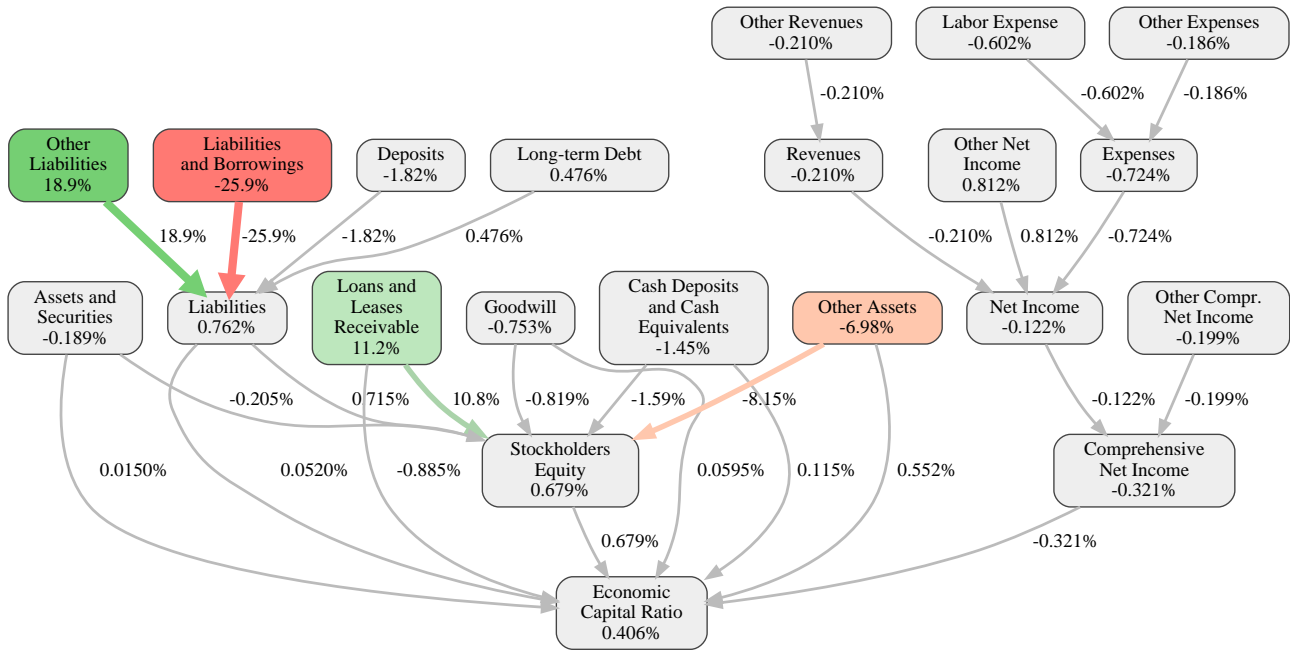 Other Revenues
-0.210%
Labor Expense
-0.602%
Other Expenses
-0.186%
-0.210%
-0.602%
-0.186%
Other
Liabilities
18.9%
Liabilities
and Borrowings
-25.9%
Deposits
-1.82%
Long-term Debt
0.476%
Revenues
-0.210%
Other Net
Income
0.812%
Expenses
-0.724%
18.9%
-25.9%
-1.82%
0.476%
-0.210%
0.812%
-0.724%
Assets and
Securities
-0.189%
Liabilities
0.762%
Loans and
Leases
Receivable
11.2%
Goodwill
-0.753%
Cash Deposits
and Cash
Equivalents
-1.45%
Other Assets
-6.98%
Net Income
-0.122%
Other Compr.
Net Income
-0.199%
-0.205%
0.715%
10.8%
-0.819%
-1.59%
-8.15%
-0.122%
-0.199%
0.0150%
0.0520%
-0.885%
Stockholders
Equity
0.679%
0.0595%
0.115%
0.552%
Comprehensive
Net Income
-0.321%
0.679%
-0.321%
Economic
Capital Ratio
0.406%